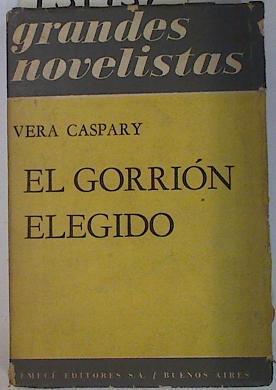 grandes
novelistas
VERA CASPARY
EL GORRIÓN
ELEGIDO
EMECÉ EDITORES S.A. / BUENOS AIRES